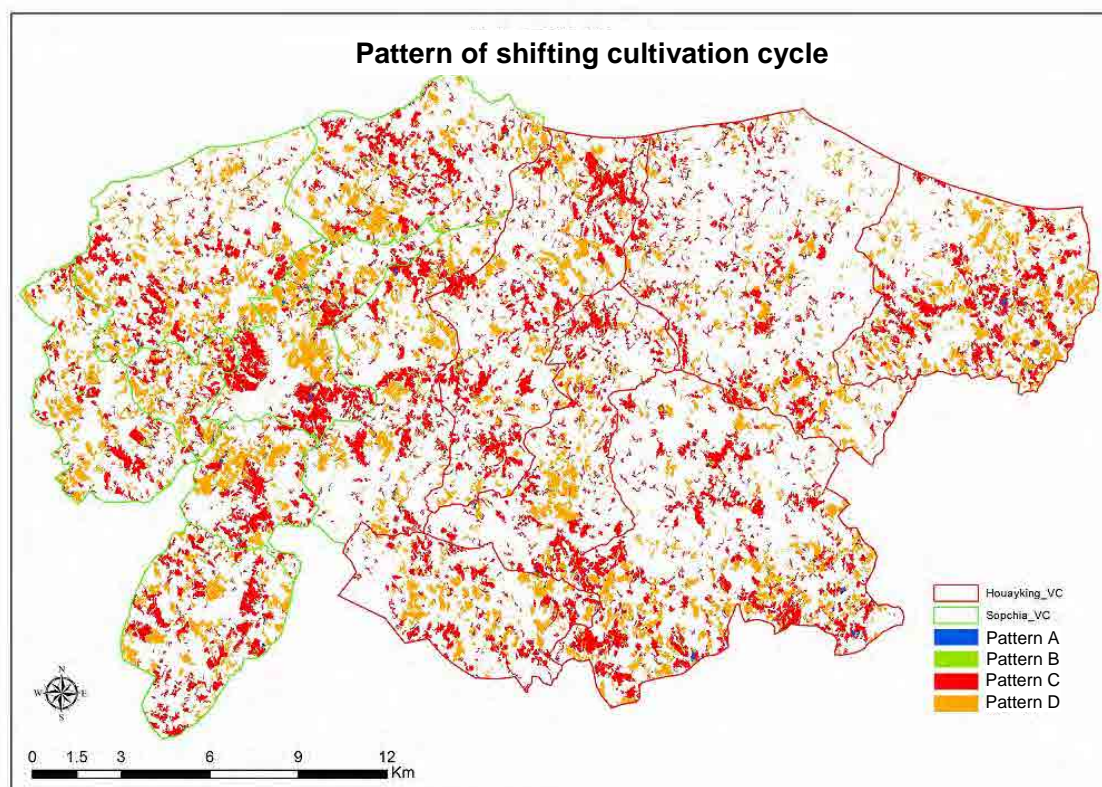 Pattern of shifting cultivation cycle
Houayking_VC
Sopchia_VC
Pattern A
Pattern B
Pattern C
Pattern D
N
W E
S
0 1.5 3 6 9 12
Km